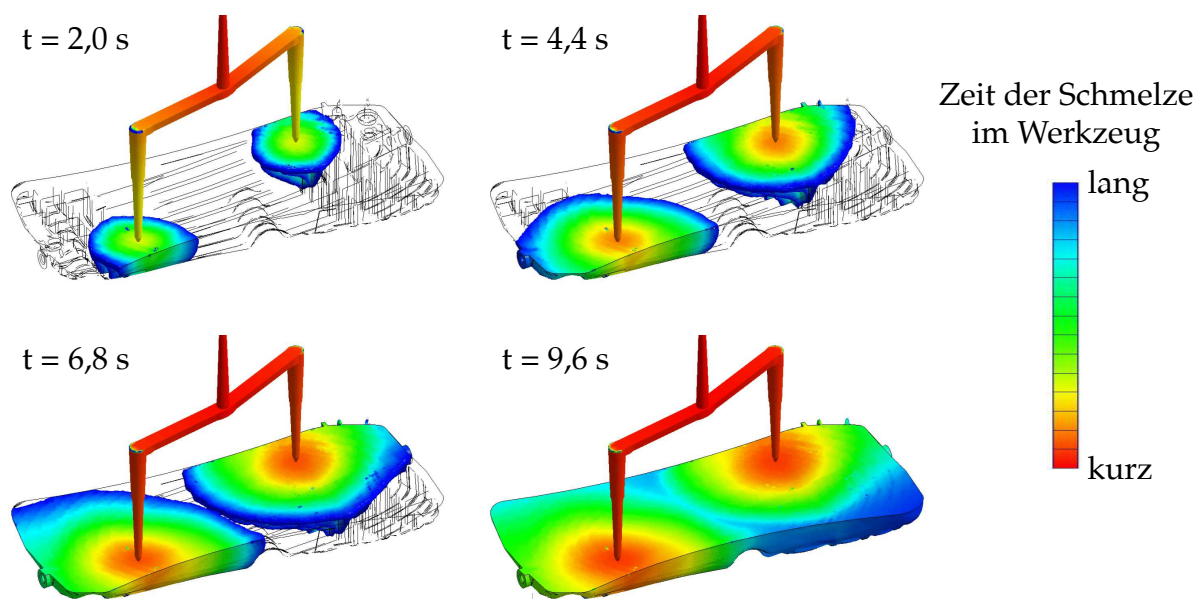 t = 2,0 s
t = 4,4 s
Zeit der Schmelze
im Werkzeug
lang
kurz
t = 6,8 s
t = 9,6 s